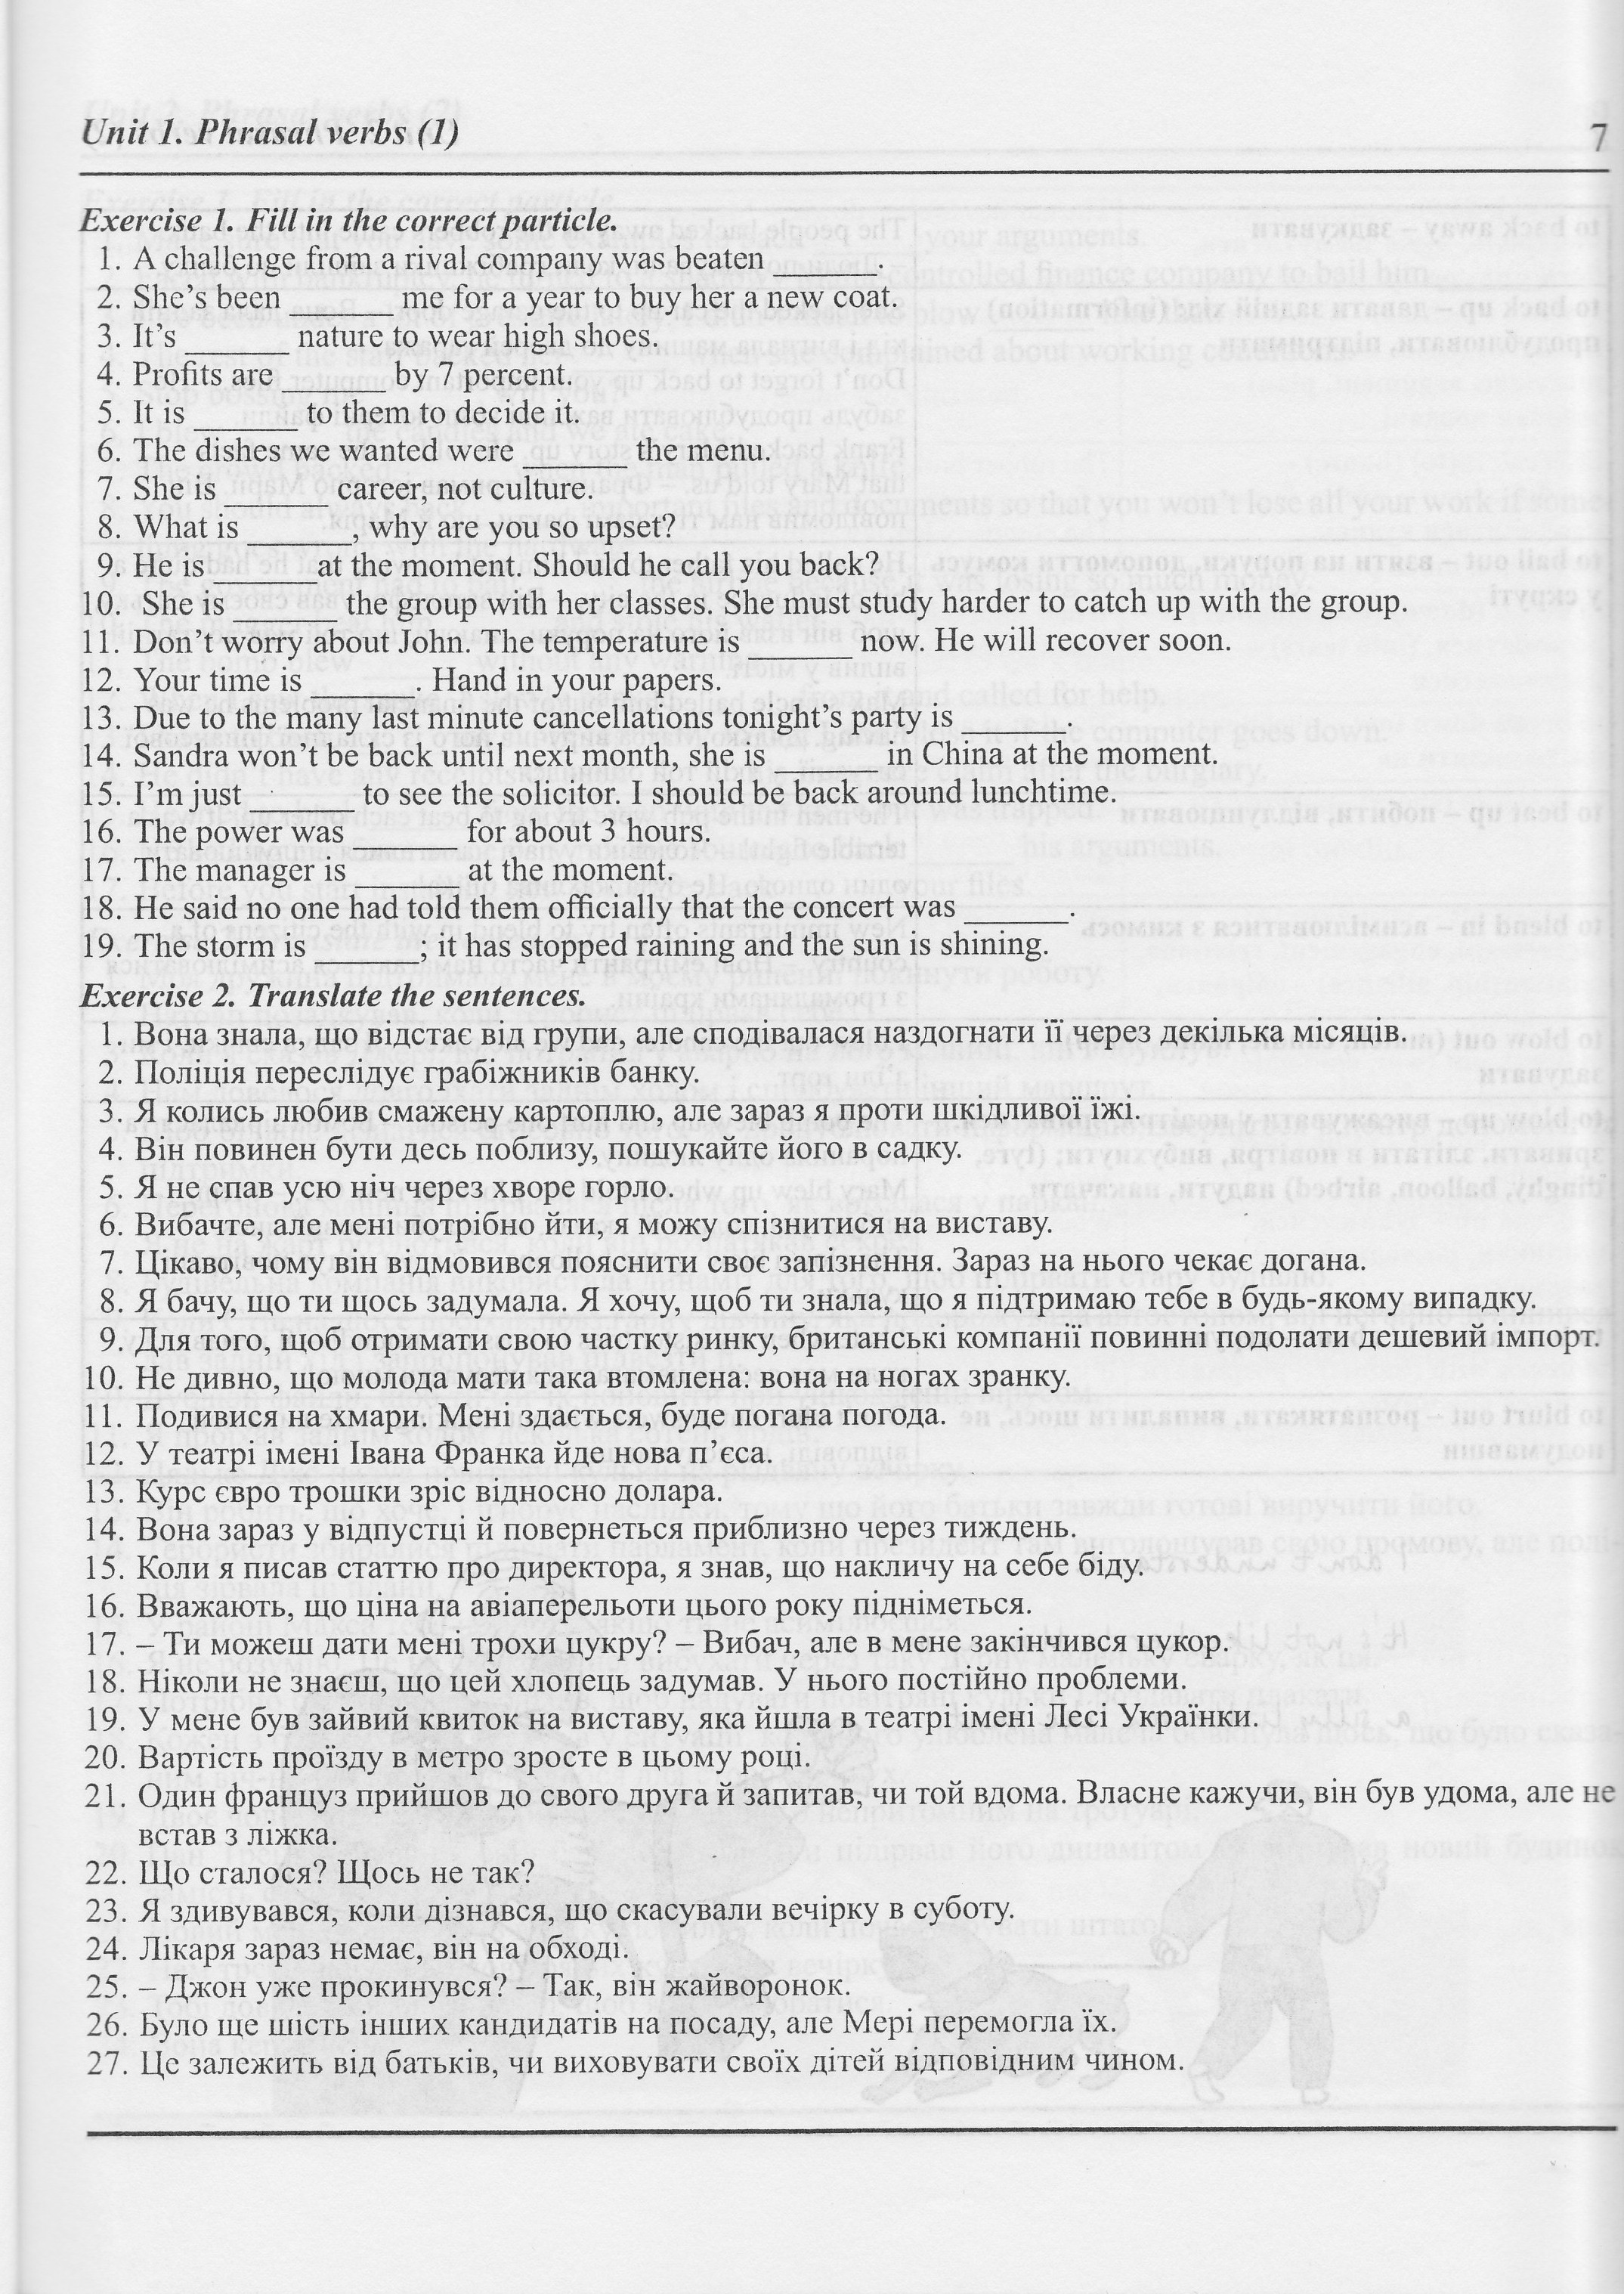 Unit 1. Phrasal verbs (1)
7
Exercise 1. Fill in the correct particle.
1. A challenge from a rival company was beaten ______.
2. She's been ______ me for a year to buy her a new coat.
3. It's ______ nature to wear high shoes.
4. Profits are ______ by 7 percent.
5. It is ______ to them to decide it.
6. The dishes we wanted were ______ the menu.
7. She is ______ career, not culture.
8. What is ______, why are you so upset?
9. He is ______at the moment. Should he call you back?
10. She is ______ the group with her classes. She must study harder to catch up with the group.
11. Don't worry about John. The temperature is ______ now. He will recover soon.
12. Your time is ______. Hand in your papers.
13. Due to the many last minute cancellations tonight's party is ______.
14. Sandra won't be back until next month, she is ______ in China at the moment.
15. I'm just ______ to see the solicitor. I should be back around lunchtime.
16. The power was ______ for about 3 hours.
17. The manager is ______ at the moment.
18. He said no one had told them officially that the concert was ______.
19. The storm is ______; it has stopped raining and the sun is shining.
Exercise 2. Translate the sentences.
1. Вона знала, що відстає від групи, але сподівалася наздогнати її через декілька місяців.
2. Поліція переслідує грабіжників банку.
3. Я колись любив смажену картоплю, але зараз я проти шкідливої їжі.
4. Він повинен бути десь поблизу, пошукайте його в садку.
5. Я не спав усю ніч через хворе горло.
6. Вибачте, але мені потрібно йти, я можу спізнитися на виставу.
7. Цікаво, чому він відмовився пояснити своє запізнення. Зараз на нього чекає догана.
8. Я бачу, що ти щось задумала. Я хочу, щоб ти знала, що я підтримаю тебе в будь-якому випадку.
9. Для того, щоб отримати свою частку ринку, британські компанії повинні подолати дешевий імпорт.
10. Не дивно, що молода мати така втомлена: вона на ногах зранку.
11. Подивися на хмари. Мені здається, буде погана погода.
12. У театрі імені Івана Франка йде нова п'єса.
13. Курс євро трошки зріс відносно долара.
14. Вона зараз у відпустці й повернеться приблизно через тиждень.
15. Коли я писав статтю про директора, я знав, що накличу на себе біду.
16. Вважають, що ціна на авіаперельоти цього року підніметься.
17. – Ти можеш дати мені трохи цукру? – Вибач, але в мене закінчився цукор.
18. Ніколи не знаєш, що цей хлопець задумав. У нього постійно проблеми.
19. У мене був зайвий квиток на виставу, яка йшла в театрі імені Лесі Українки.
20. Вартість проїзду в метро зросте в цьому році.
21. Один француз прийшов до свого друга й запитав, чи той вдома. Власне кажучи, він був удома, але не
встав з ліжка.
22. Що сталося? Щось не так?
23. Я здивувався, коли дізнався, що скасували вечірку в суботу.
24. Лікаря зараз немає, він на обході.
25. – Джон уже прокинувся? – Так, він жайворонок.
26. Було ще шість інших кандидатів на посаду, але Мері перемогла їх.
27. Це залежить від батьків, чи виховувати своїх дітей відповідним чином.